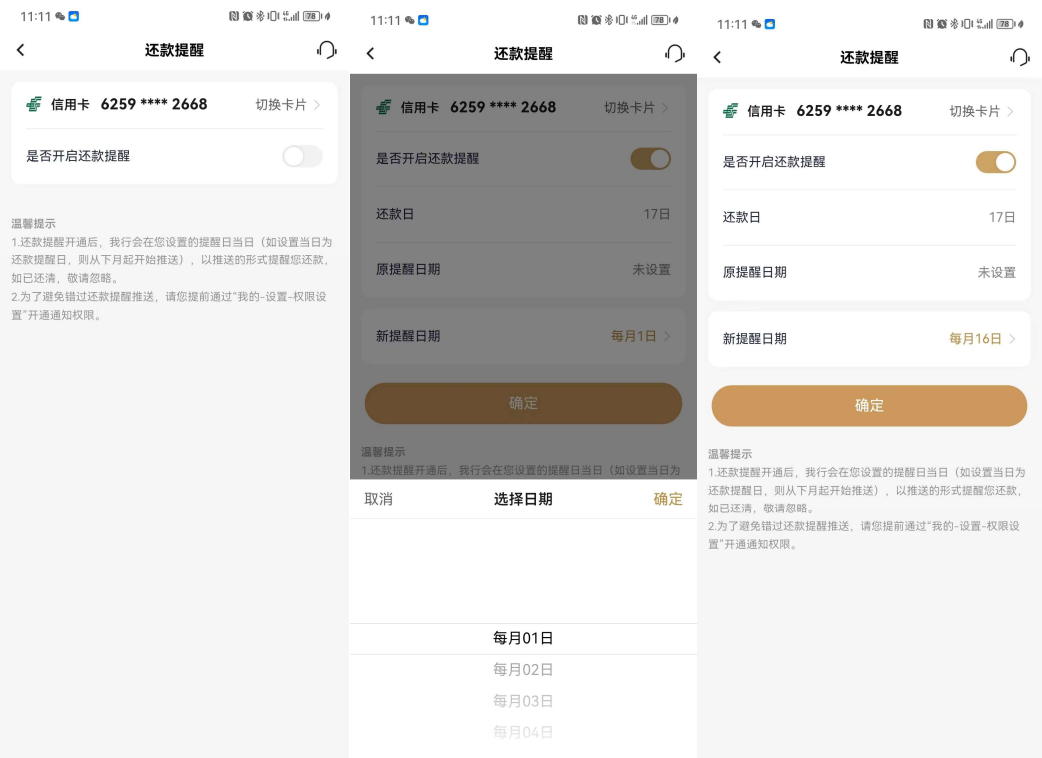 11:11
78
还款提醒
信用卡 6259 **** 2668
切换卡片
是否开启还款提醒
温馨提示
1.还款提醒开通后，我行会在您设置的提醒日当日（如设置当日为
还款提醒日，则从下月起开始推送），以推送的形式提醒您还款，
如已还清，敬请忽略。
2.为了避免错过还款提醒推送，请您提前通过“我的-设置-权限设
置”开通通知权限。
11:11
78
还款提醒
信用卡 6259 **** 2668
切换卡片
是否开启还款提醒
还款日
17日
原提醒日期
未设置
新提醒日期
每月1日
确定
温馨提示
1.还款提醒开通后，我行会在您设置的提醒日当日（如设置当日为
取消
选择日期
确定
每月01日
每月02日
每月03日
每月04日
11:11
78
还款提醒
信用卡 6259 **** 2668
切换卡片
是否开启还款提醒
还款日
17日
原提醒日期
未设置
新提醒日期
每月16日
确定
温馨提示
1.还款提醒开通后，我行会在您设置的提醒日当日（如设置当日为
还款提醒日，则从下月起开始推送），以推送的形式提醒您还款，
如已还清，敬请忽略。
2.为了避免错过还款提醒推送，请您提前通过“我的-设置-权限设
置”开通通知权限。